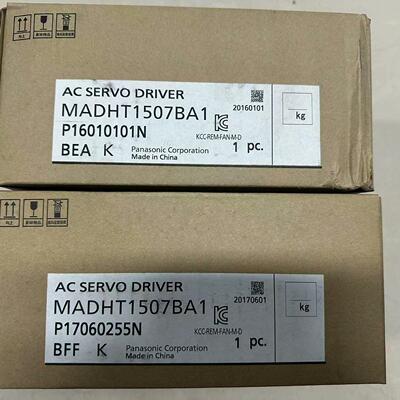 AC SERVO DRIVER
MADHT1507BA1
20160101
P16010101N
KCC-REM-FAN-M-D
BEA K
Panasonic Corporation
Made in China
1 pc.
kg
AC SERVO DRIVER
MADHT1507BA1
20170601
P17060255N
KCC-REM-FAN-M-D
BFF K
Panasonic Corporation
Made in China
1 pc.
kg